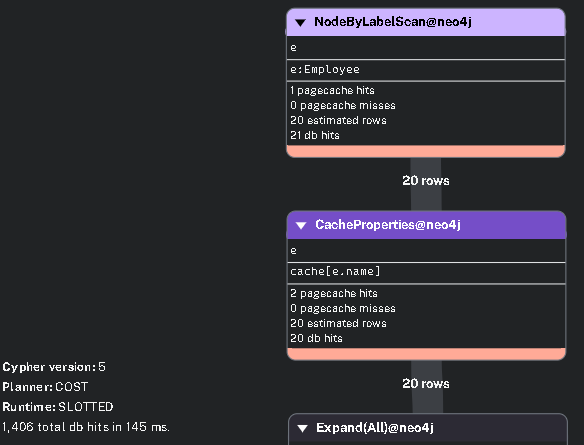 NodeByLabelScan@neo4j
e
e:Employee
1 pagecache hits
0 pagecache misses
20 estimated rows
21 db hits
20 rows
CacheProperties@neo4j
e
cache[e.name]
2 pagecache hits
0 pagecache misses
20 estimated rows
20 db hits
20 rows
Expand(All)@neo4j
Cypher version: 5
Planner: COST
Runtime: SLOTTED
1,406 total db hits in 145 ms.